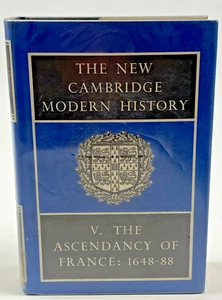 THE NEW
CAMBRIDGE
MODERN HISTORY
V. THE
ASCENDANCY OF
FRANCE: 1648-88